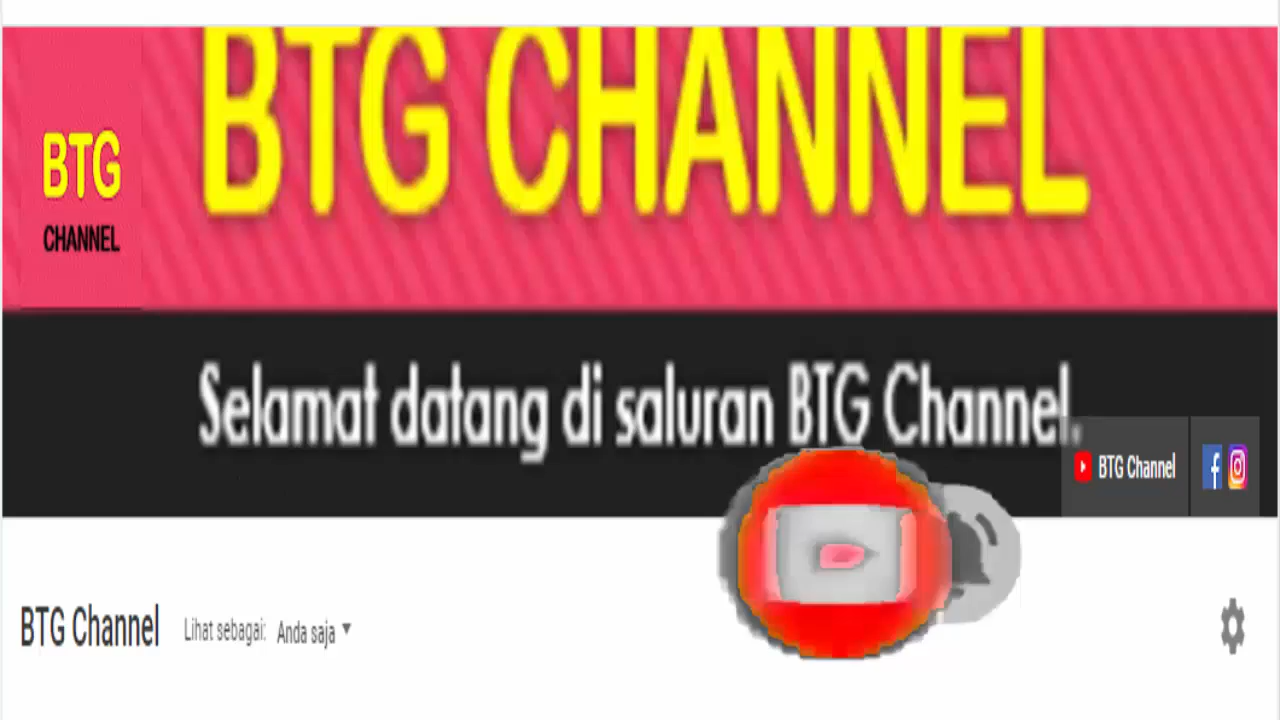 BTG CHANNEL
BTG
CHANNEL
Selamat datang di saluran BTG Channel.
BTG Channel
BTG Channel
Lihat sebagai: Anda saja